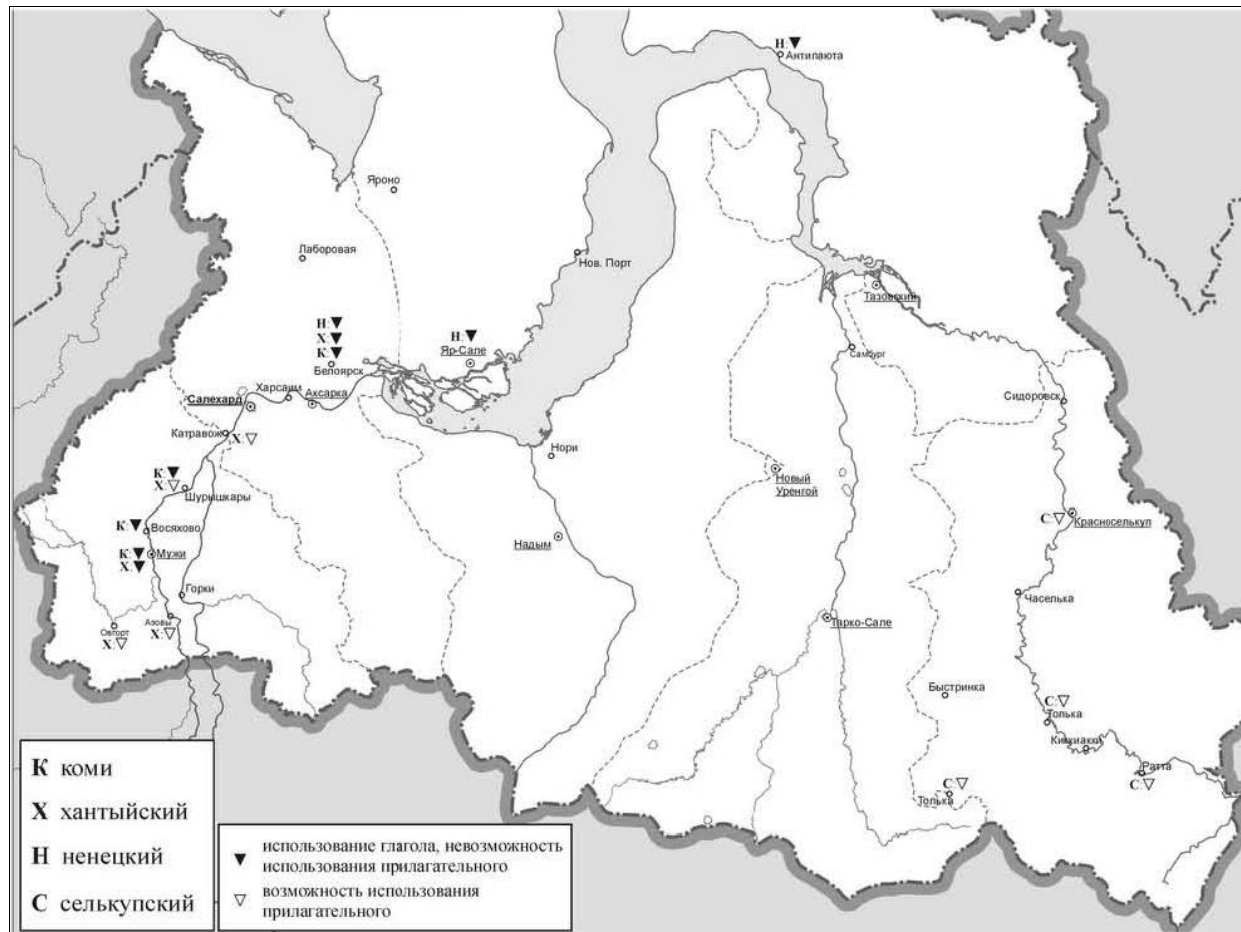 Н:▼
Антипаюта
Яроно
Лаборовая
Нов. Порт
Тазовский
Н:▼
Х:▼
К:▼
Белоярск
Н:▼
Яр-Сале
Самбург
Харсаим
Аксарка
Салехард
Сидоровск
Катравож
Х:▽
Нори
К:▼
Х:▽
Шурышкары
Новый
Уренгой
К:▼
Восяхово
С:▽
Красноселькуп
Надым
К:▼
Мужи
Х:▼
Горки
Часелька
Овгорт
Х:▽
Азовы
Х:▽
Тарко-Сале
Быстринка
С:▽
Толька
Киккиакки
Ратта
С:▽
С:▽
Толька
К коми
Х хантыйский
Н ненецкий
С селькупский
▼ использование глагола, невозможность
использования прилагательного
▽ возможность использования
прилагательного